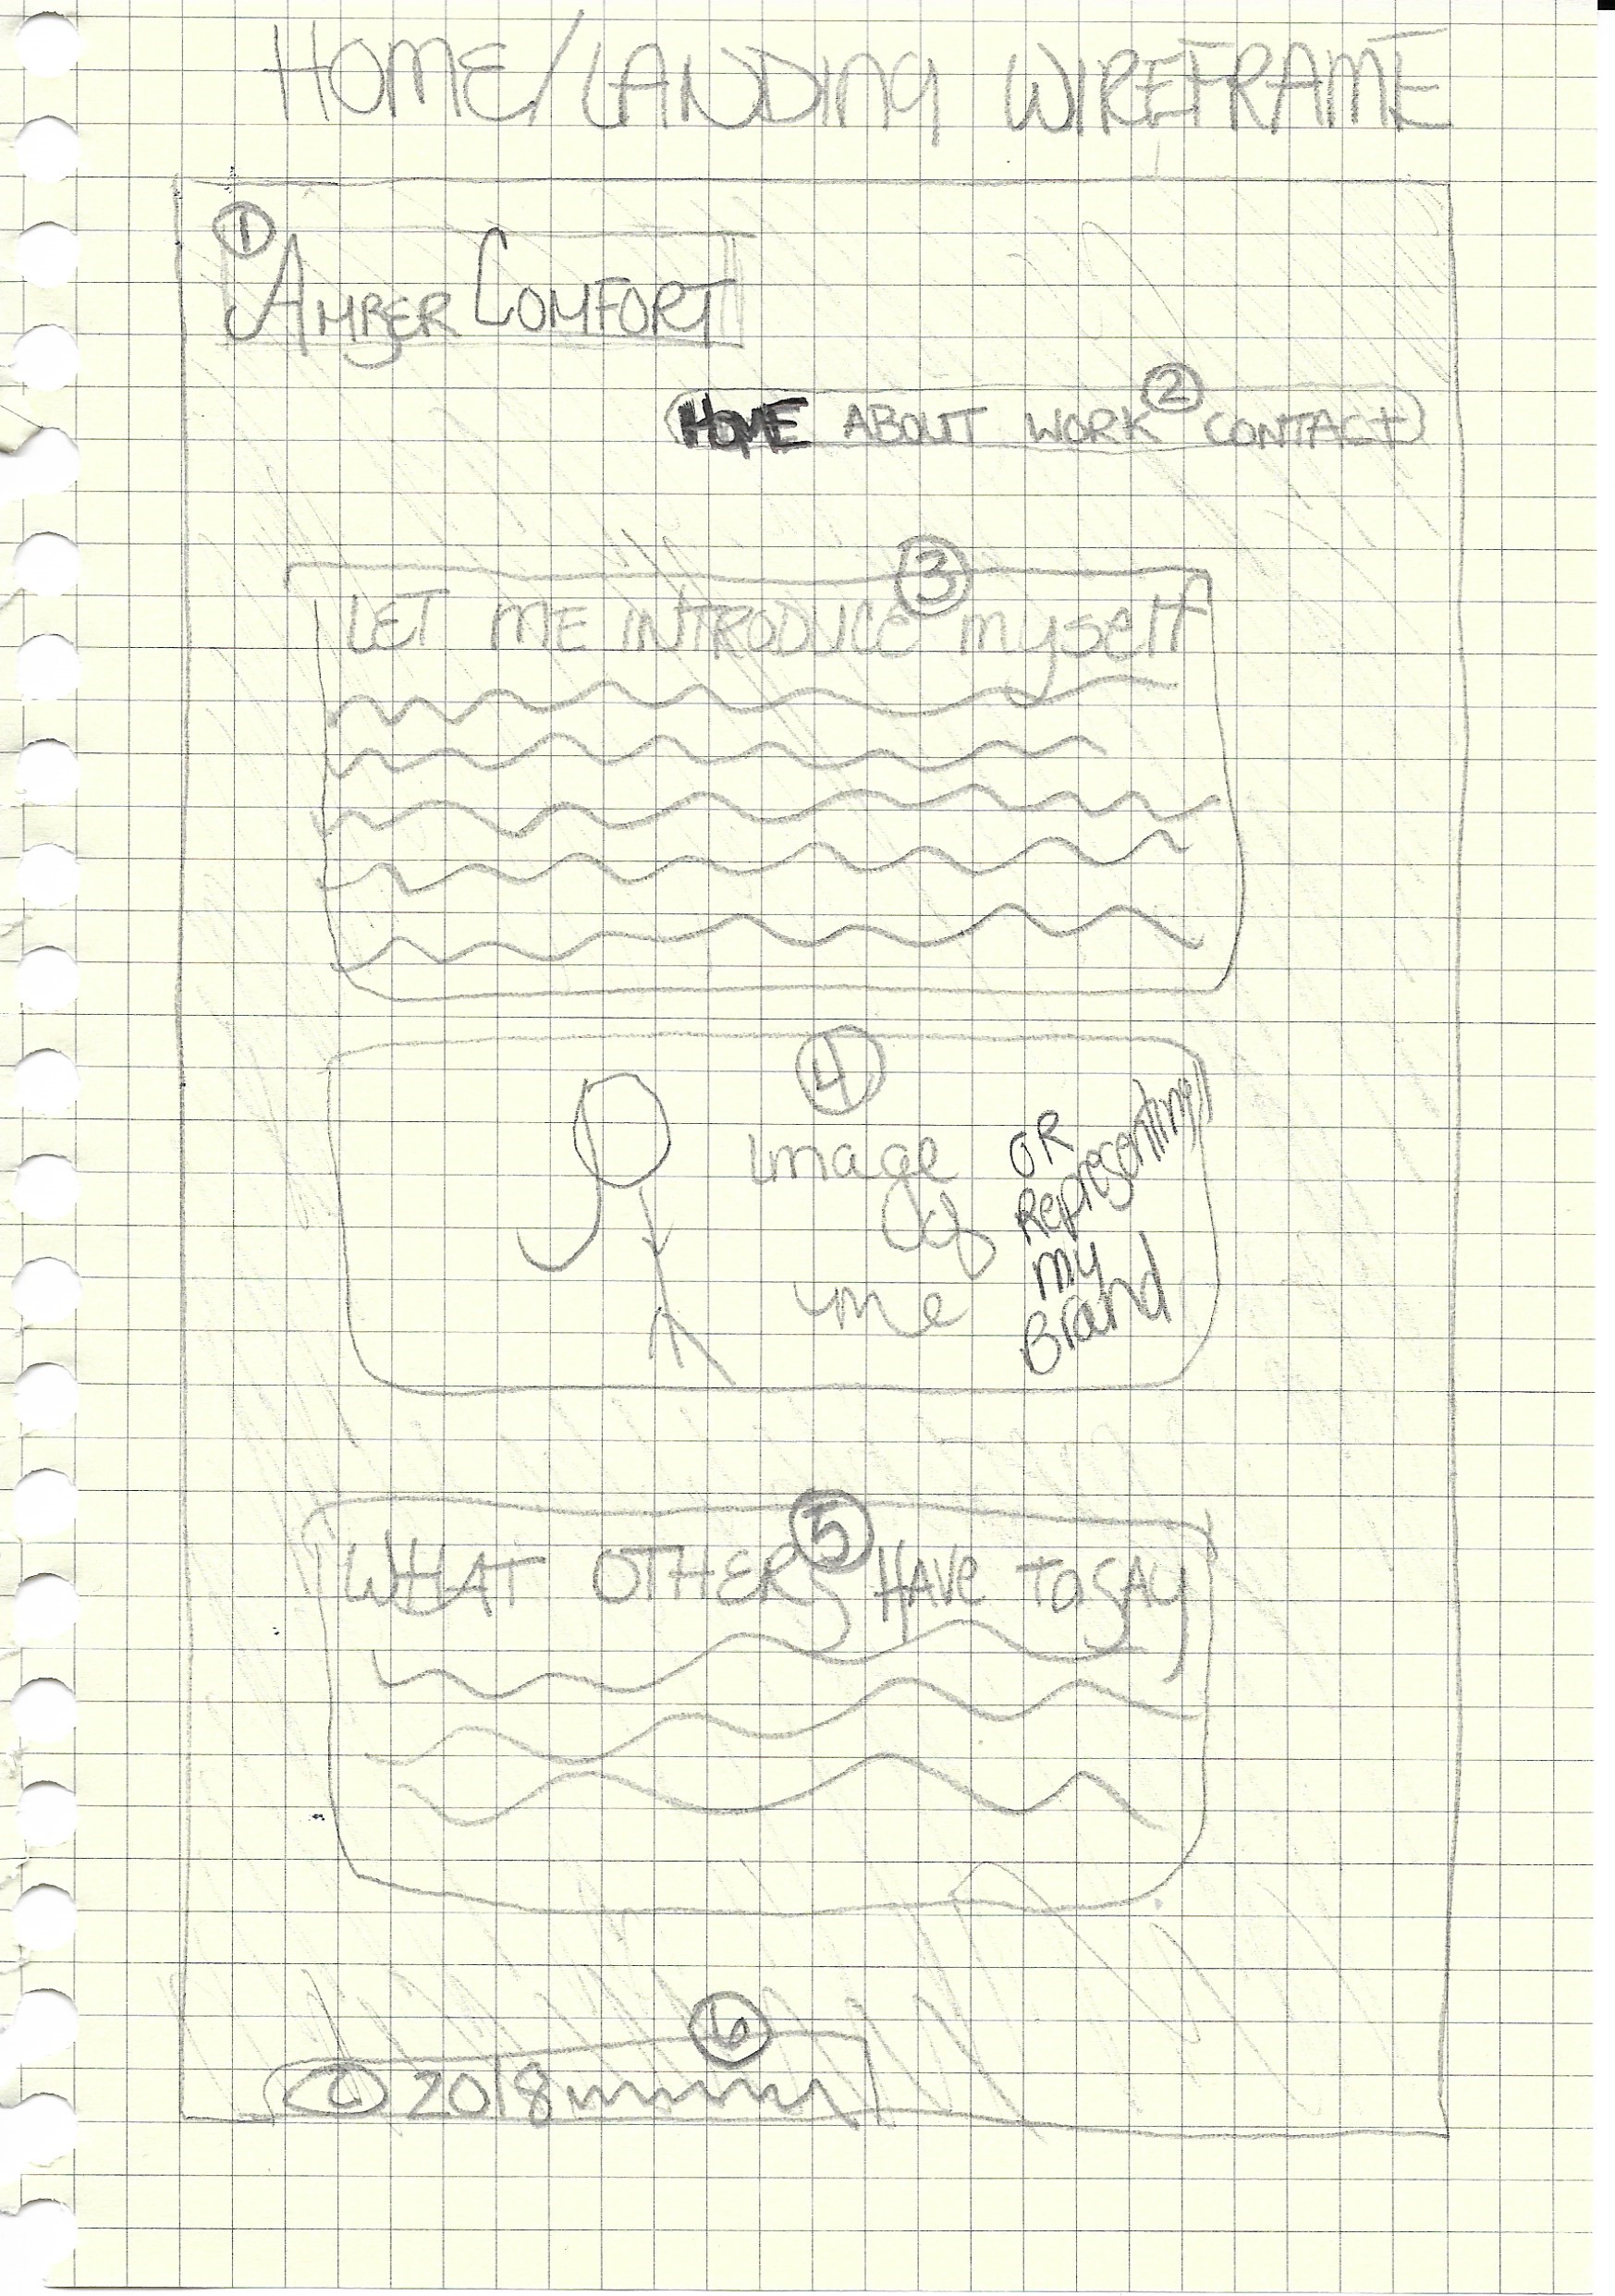 HOME/LANDING WIREFRAME
1
AMBER COMFORT
2
HOME ABOUT WORK CONTACT
3
LET ME INTRODUCE MYSELF
4
image
of
me
OR
Representing
my
Brand
5
WHAT OTHERS HAVE TO SAY
6
© 2018